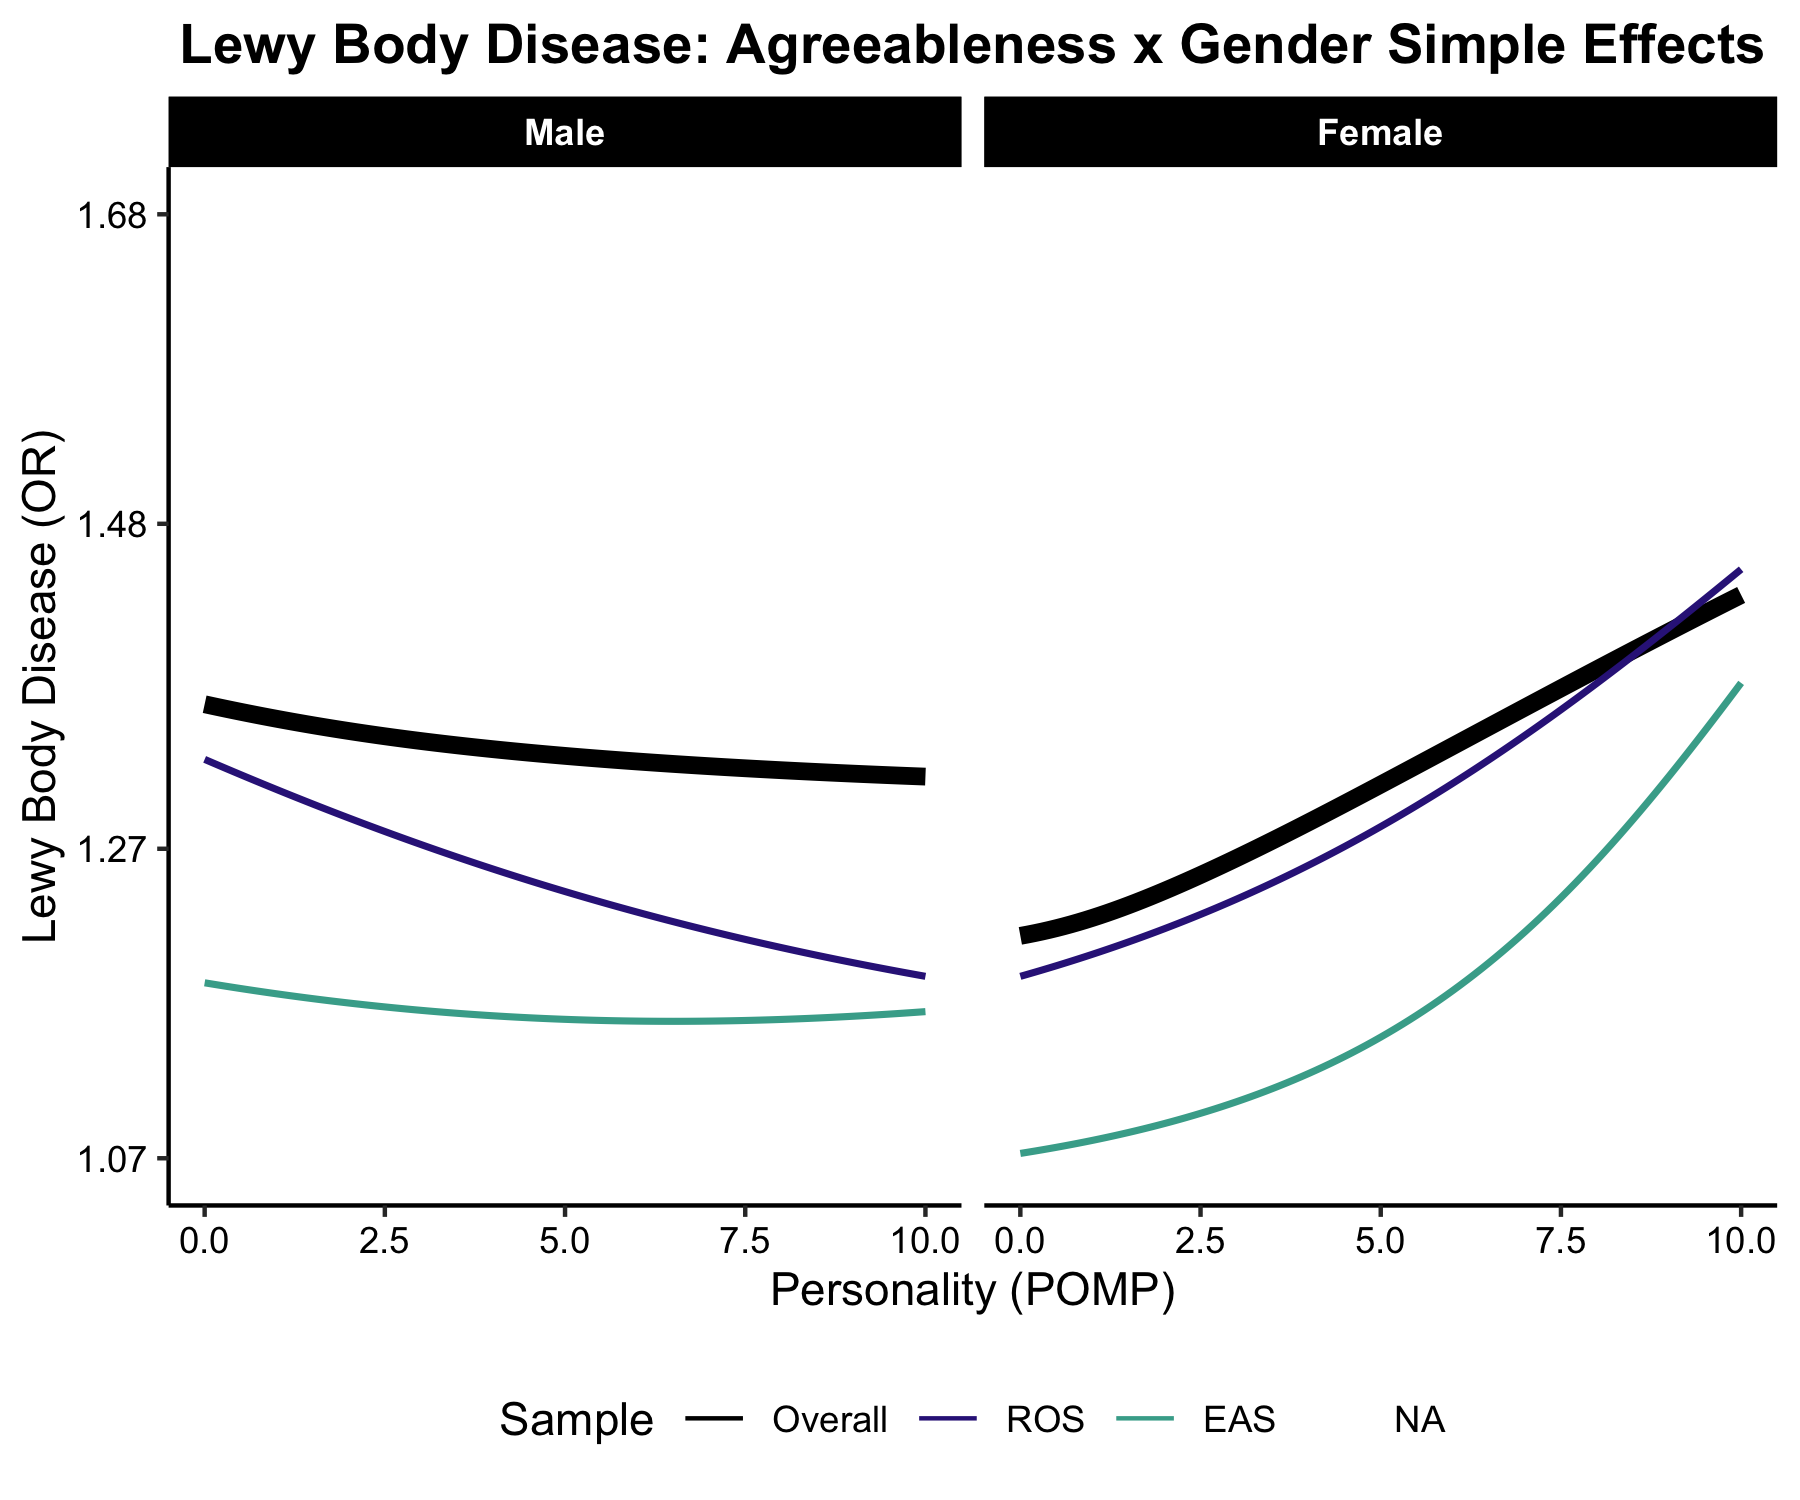 Lewy Body Disease: Agreeableness x Gender Simple Effects
Male
Female
Lewy Body Disease (OR)
1.68
1.48
1.27
1.07
0.0 2.5 5.0 7.5 10.0
0.0 2.5 5.0 7.5 10.0
Personality (POMP)
Sample Overall ROS EAS NA